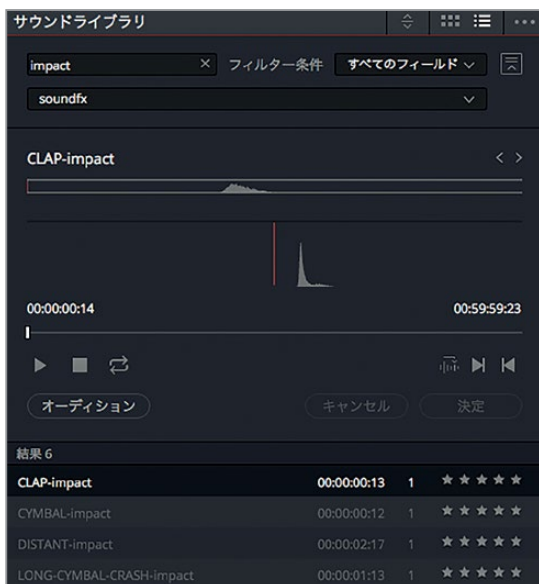 サウンドライブラリ
impact フィルター条件 すべてのフィールド
soundfx
CLAP-impact
00:00:00:14 00:59:59:23
オーディション キャンセル 決定
結果 6
CLAP-impact 00:00:00:13 1
CYMBAL-impact 00:00:00:12 1
DISTANT-impact 00:00:02:17 1
LONG-CYMBAL-CRASH-impact 00:00:01:13 1